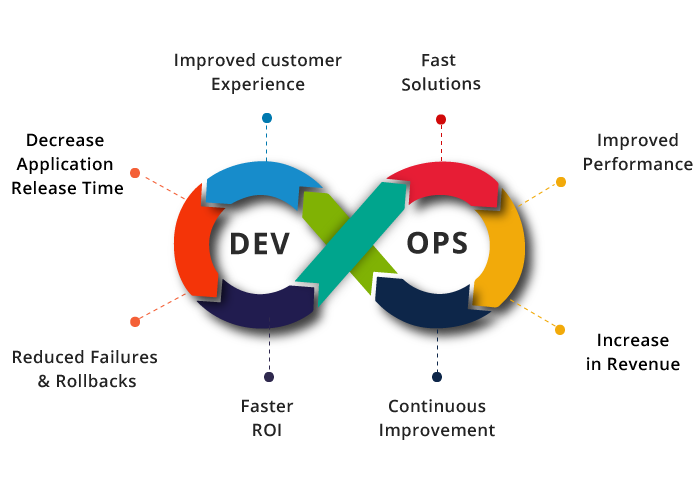 Improved customer
Experience
Fast
Solutions
Decrease
Application
Release Time
Improved
Performance
DEV
OPS
Reduced Failures
& Rollbacks
Increase
in Revenue
Faster
ROI
Continuous
Improvement